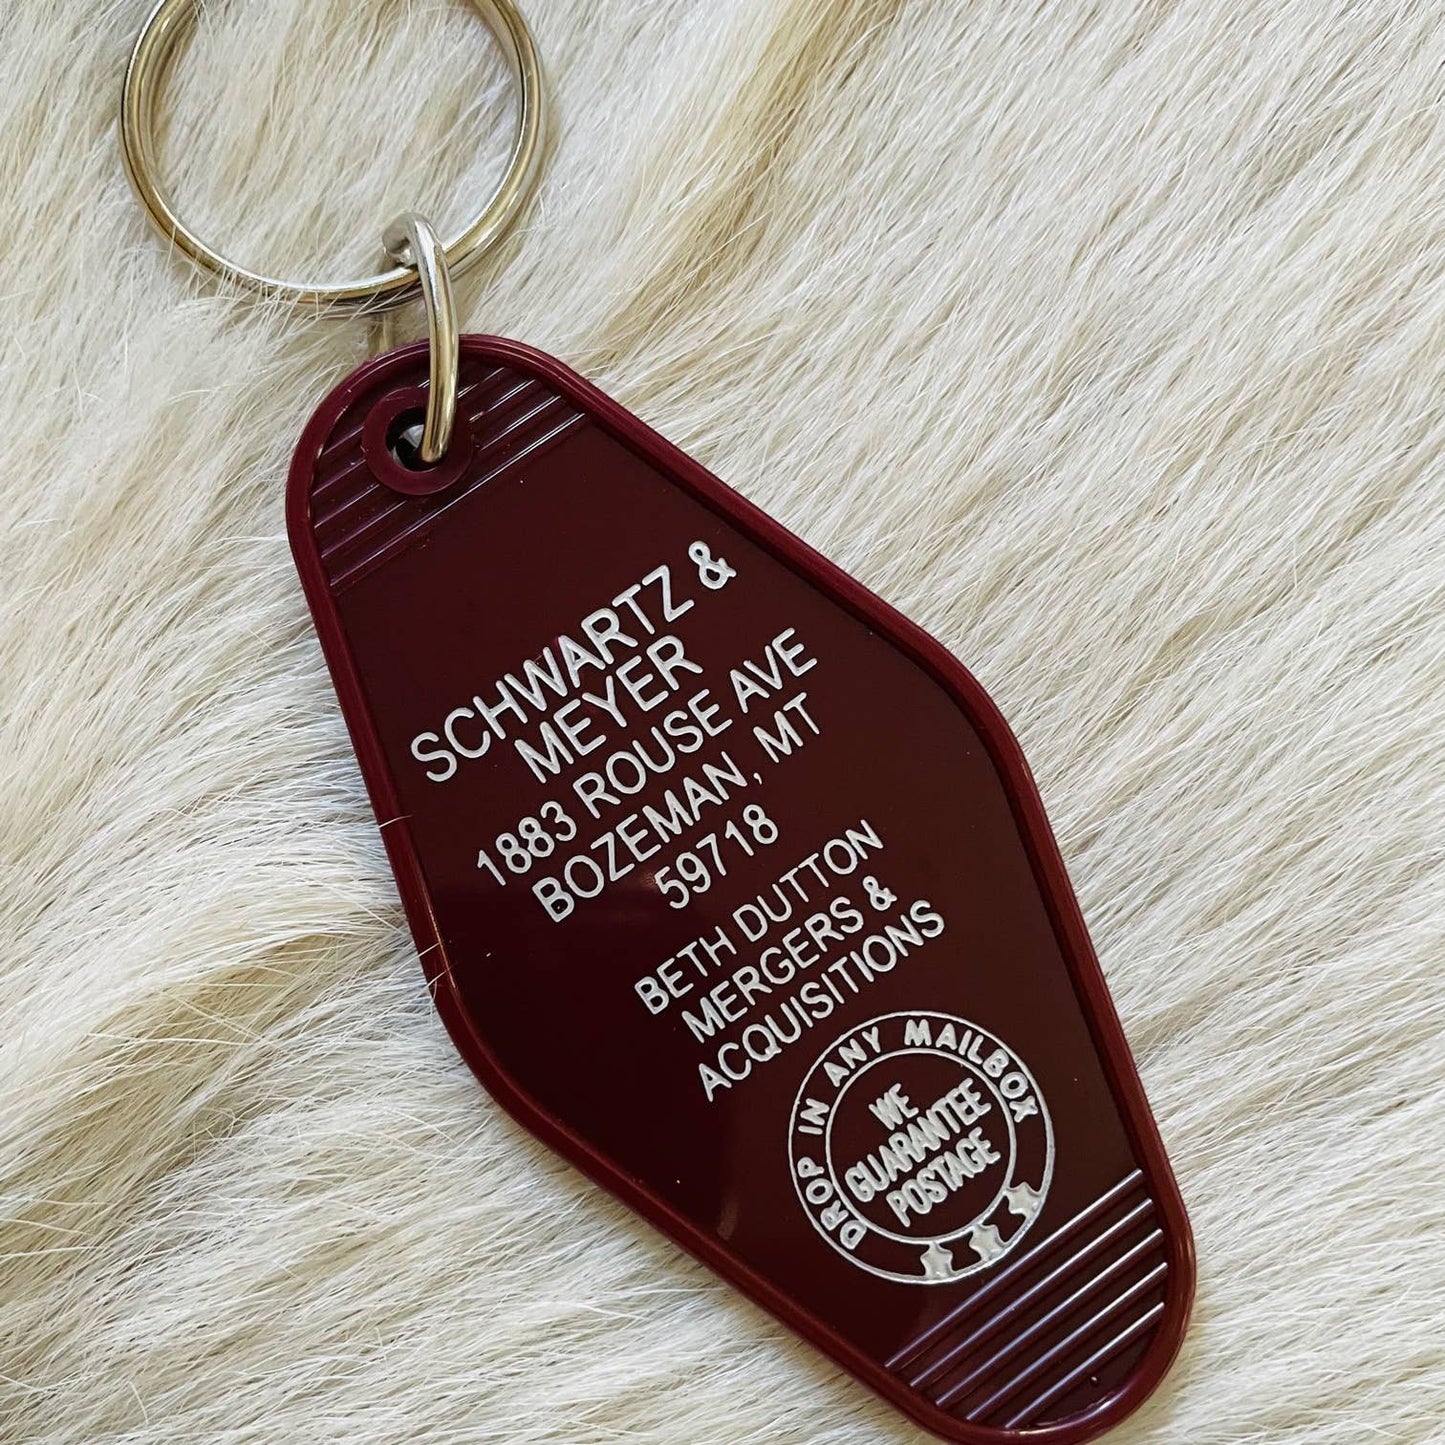 SCHWARTZ &
MEYER
1883 ROUSE AVE
BOZEMAN, MT
59718
BETH DUTTON
MERGERS &
ACQUISITIONS
DROP IN ANY MAILBOX
WE
GUARANTEE
POSTAGE